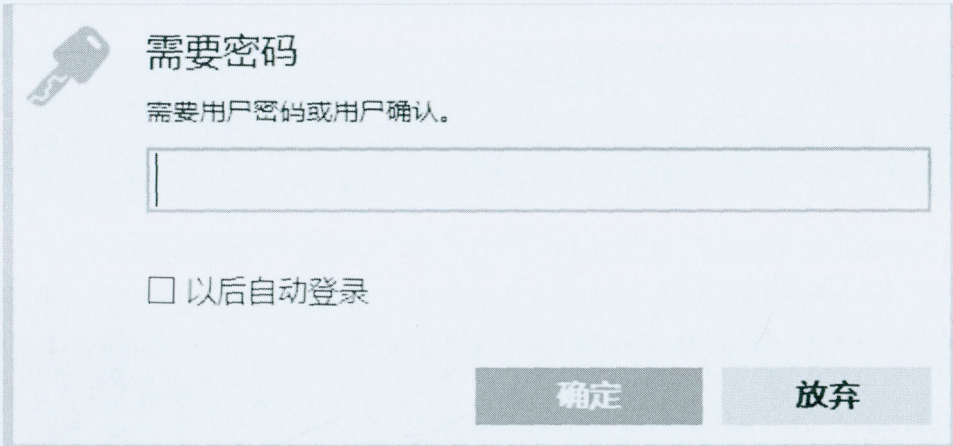 需要密码
需要用户密码或用户确认。
以后自动登录
确定
放弃